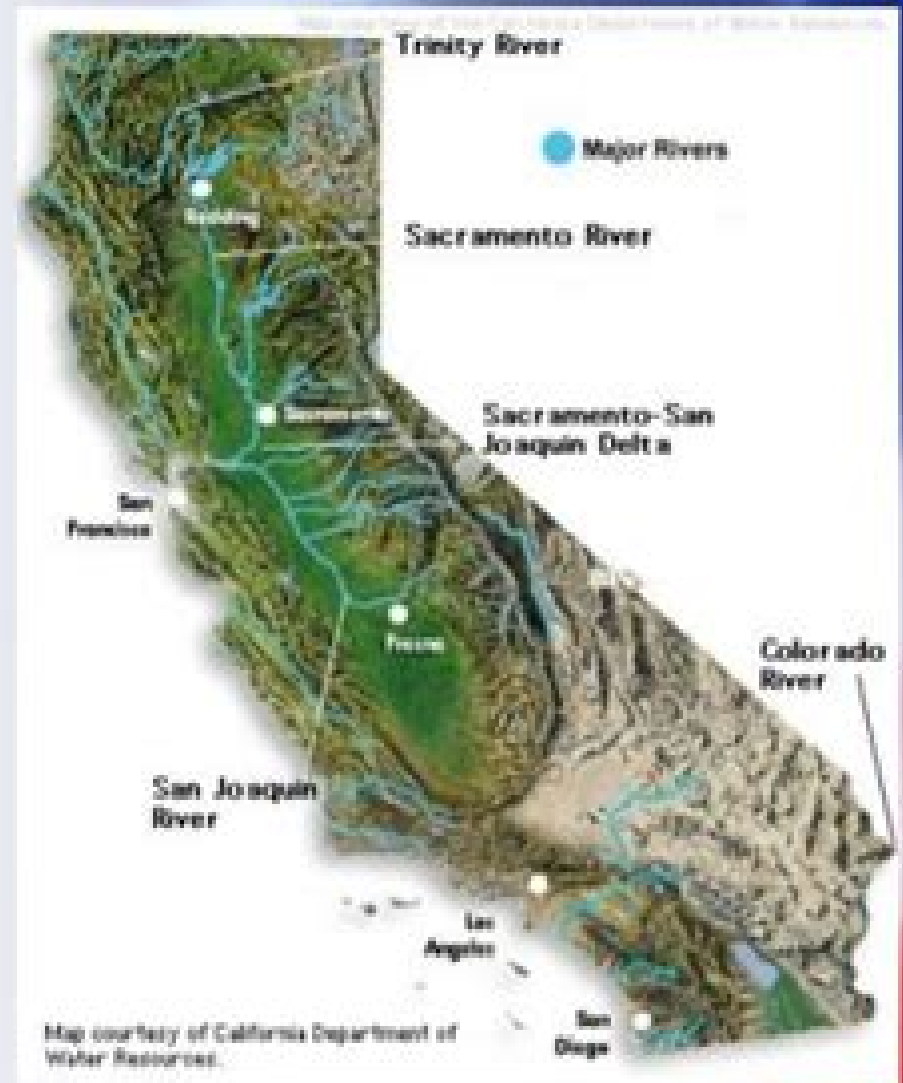 Trinity River
Major Rivers
Redding
Sacramento River
Sacramento
Sacramento-San
Joaquin Delta
San
Francisco
Fresno
Colorado
River
San Joaquin
River
Los
Angeles
San
Diego
Map courtesy of California Department of
Water Resources.